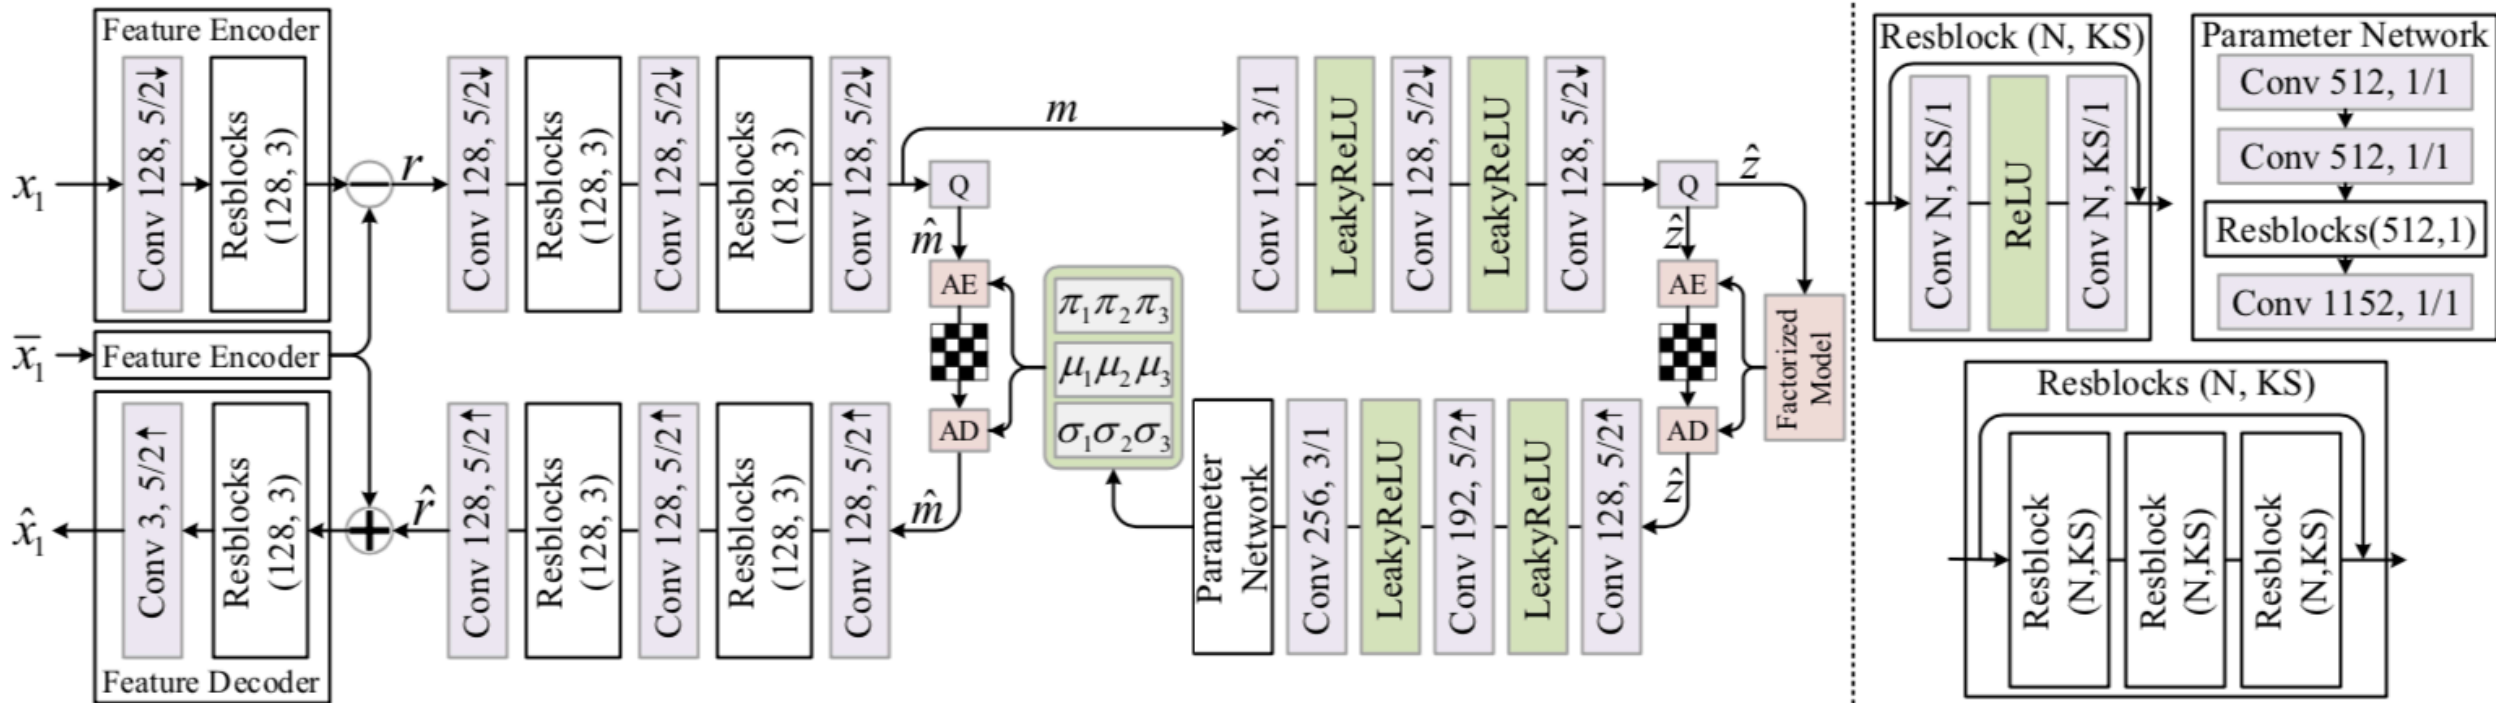 Feature Encoder
x₁
Conv 128, 5/2↓
Resblocks
(128, 3)
r
Conv 128, 5/2↓
Resblocks
(128, 3)
Conv 128, 5/2↓
Resblocks
(128, 3)
Conv 128, 5/2↓
m
Q
m̂
AE
AD
m̂
Conv 128, 3/1
LeakyReLU
Conv 128, 5/2↓
LeakyReLU
Conv 128, 5/2↓
Q
ẑ
ẑ
AE
AD
ẑ
Factorized
Model
π₁π₂π₃
μ₁μ₂μ₃
σ₁σ₂σ₃
Parameter
Network
Conv 256, 3/1
LeakyReLU
Conv 192, 5/2↑
LeakyReLU
Conv 128, 5/2↑
x̄₁
Feature Encoder
x̂₁
Conv 3, 5/2↑
Resblocks
(128, 3)
Feature Decoder
r̂
Conv 128, 5/2↑
Resblocks
(128, 3)
Conv 128, 5/2↑
Resblocks
(128, 3)
Conv 128, 5/2↑
Resblock (N, KS)
Conv N, KS/1
ReLU
Conv N, KS/1
Parameter Network
Conv 512, 1/1
Conv 512, 1/1
Resblocks(512,1)
Conv 1152, 1/1
Resblocks (N, KS)
Resblock
(N,KS)
Resblock
(N,KS)
Resblock
(N,KS)